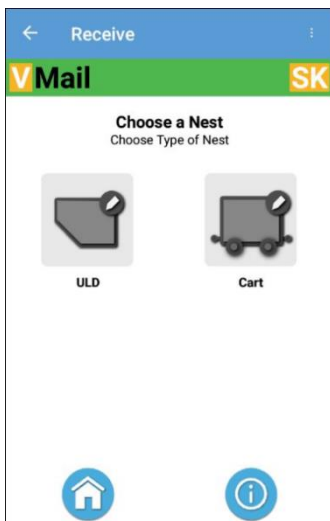 Receive
VMail SK
Choose a Nest
Choose Type of Nest
ULD Cart